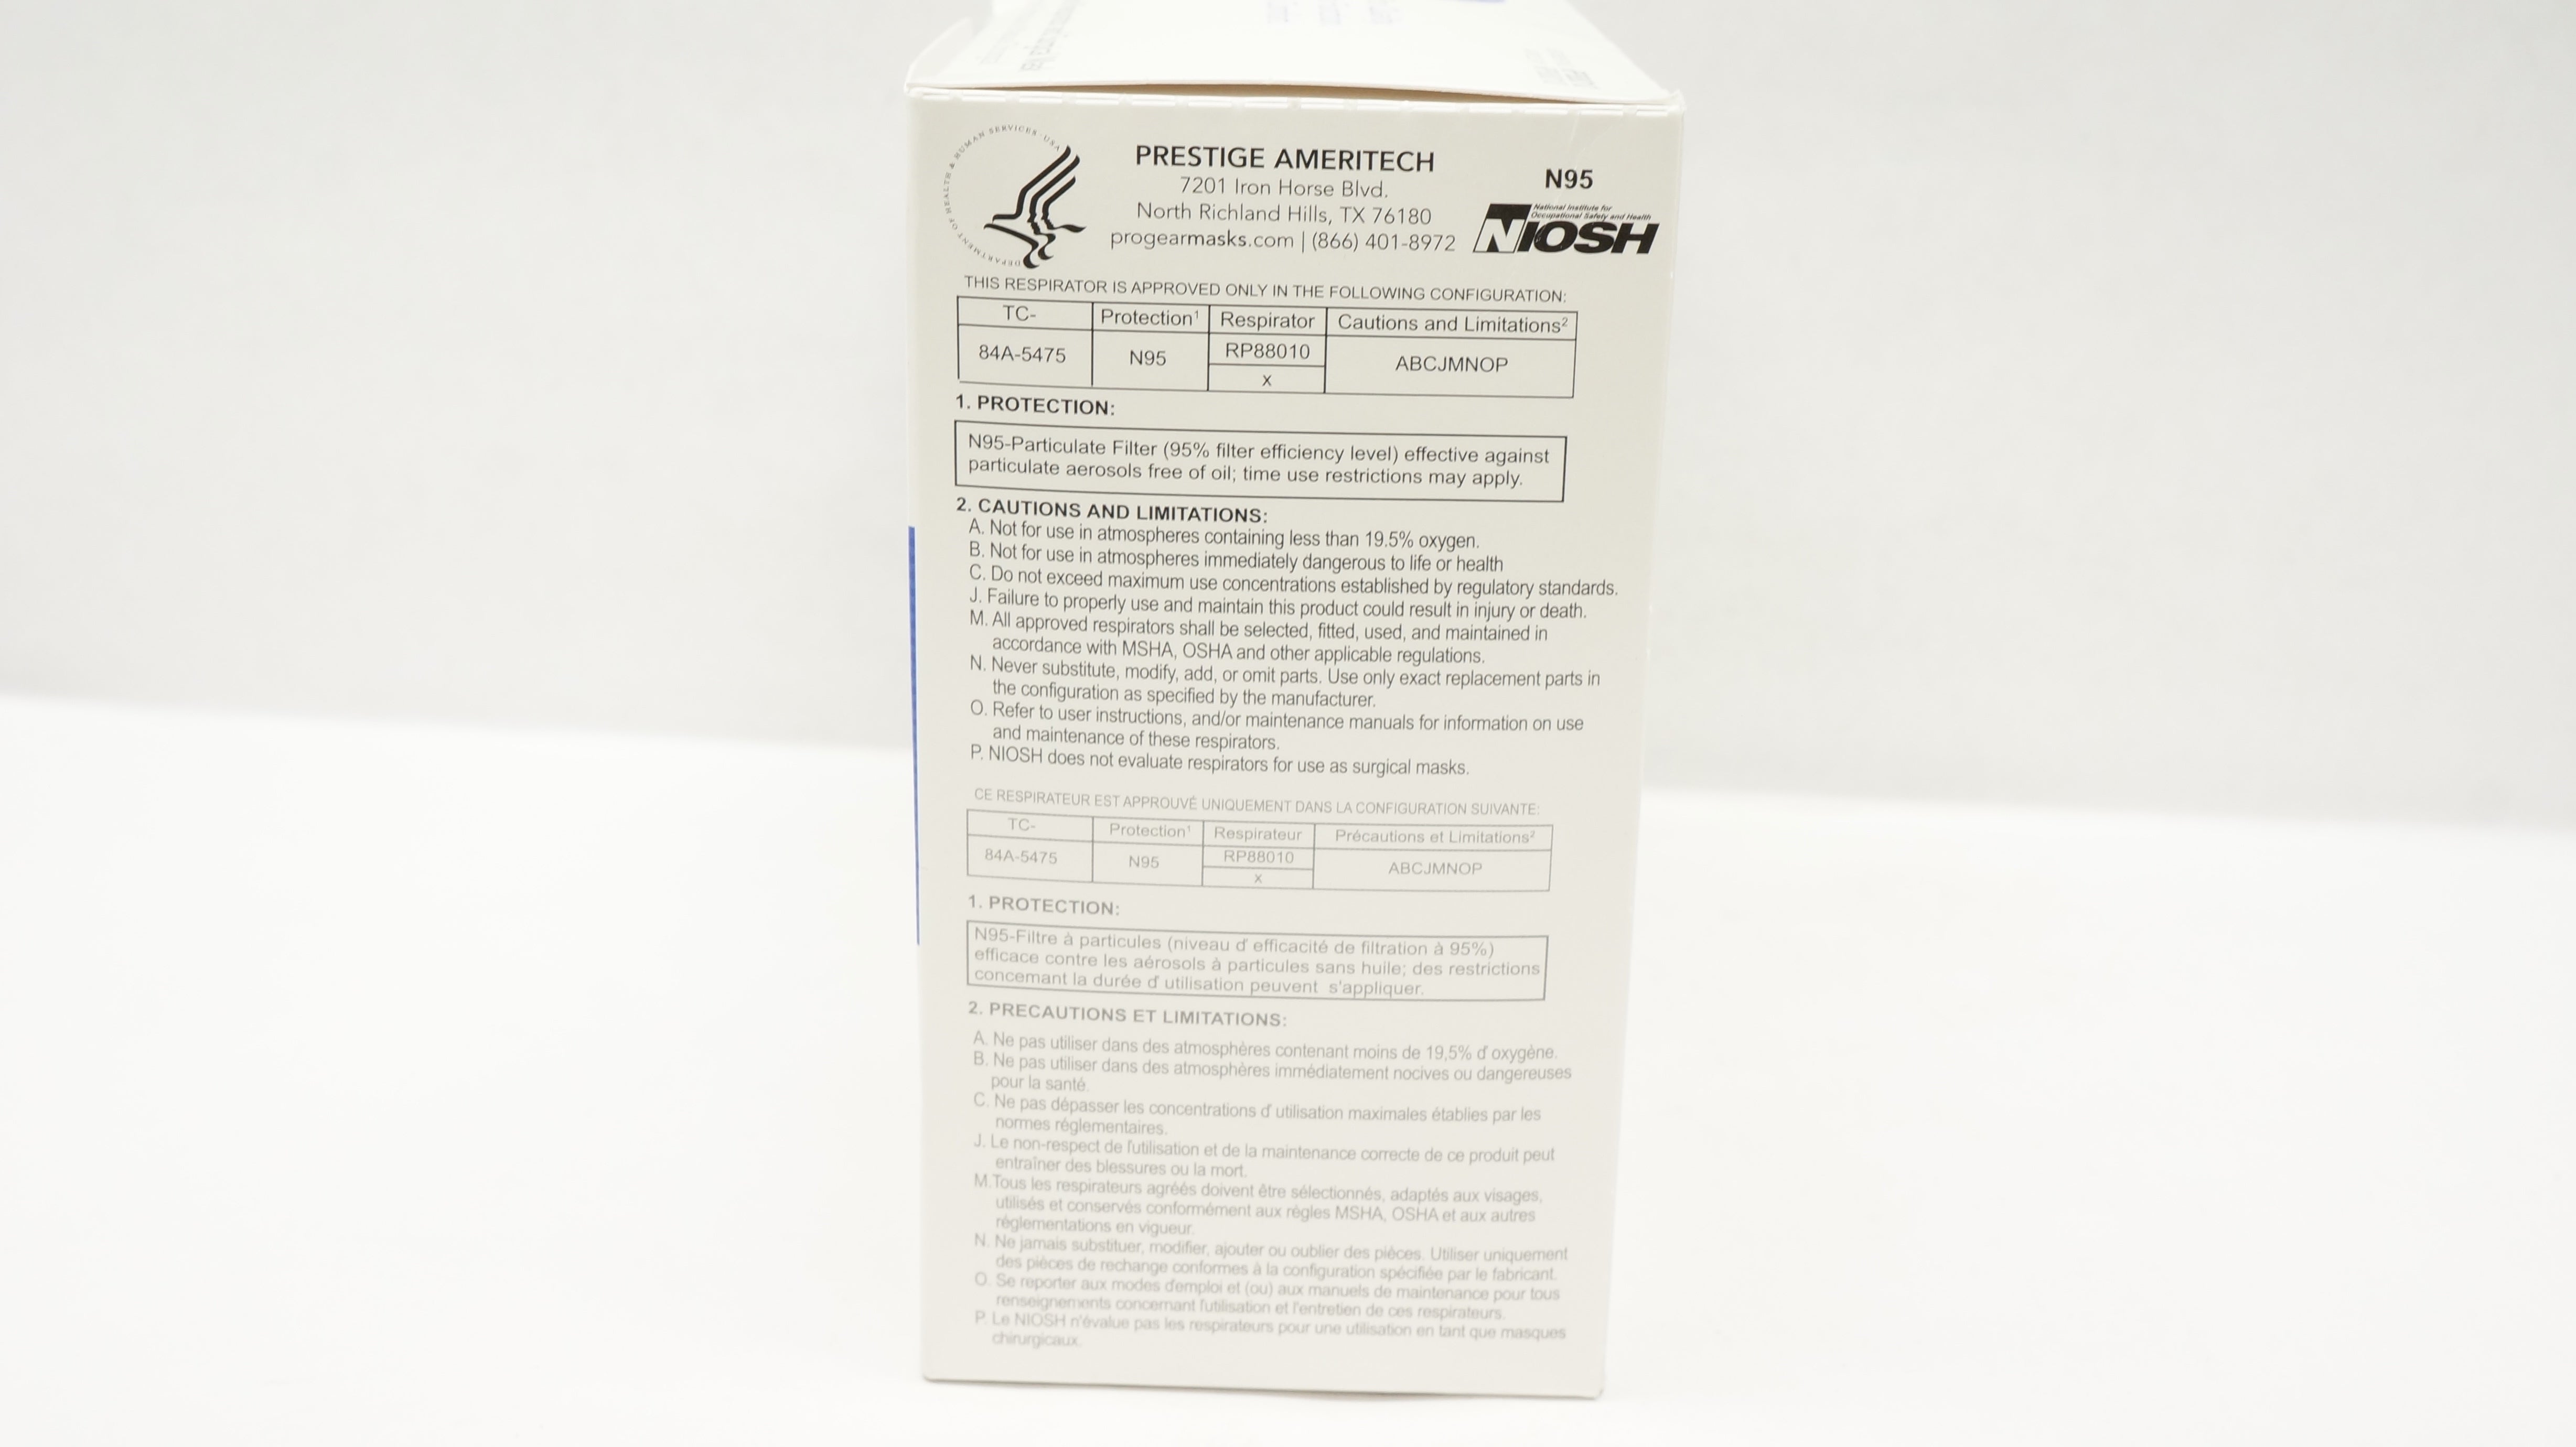 DEPARTMENT OF HEALTH & HUMAN SERVICES · USA
PRESTIGE AMERITECH
7201 Iron Horse Blvd.
North Richland Hills, TX 76180
progearmasks.com | (866) 401-8972
N95
National Institute for
Occupational Safety and Health
NIOSH
THIS RESPIRATOR IS APPROVED ONLY IN THE FOLLOWING CONFIGURATION:
TC- Protection¹ Respirator Cautions and Limitations²
84A-5475 N95 RP88010 ABCJMNOP
X
1. PROTECTION:
N95-Particulate Filter (95% filter efficiency level) effective against
particulate aerosols free of oil; time use restrictions may apply.
2. CAUTIONS AND LIMITATIONS:
A. Not for use in atmospheres containing less than 19.5% oxygen.
B. Not for use in atmospheres immediately dangerous to life or health
C. Do not exceed maximum use concentrations established by regulatory standards.
J. Failure to properly use and maintain this product could result in injury or death.
M. All approved respirators shall be selected, fitted, used, and maintained in
accordance with MSHA, OSHA and other applicable regulations.
N. Never substitute, modify, add, or omit parts. Use only exact replacement parts in
the configuration as specified by the manufacturer.
O. Refer to user instructions, and/or maintenance manuals for information on use
and maintenance of these respirators.
P. NIOSH does not evaluate respirators for use as surgical masks.
CE RESPIRATEUR EST APPROUVÉ UNIQUEMENT DANS LA CONFIGURATION SUIVANTE:
TC- Protection¹ Respirateur Précautions et Limitations²
84A-5475 N95 RP88010 ABCJMNOP
X
1. PROTECTION:
N95-Filtre à particules (niveau d' efficacité de filtration à 95%)
efficace contre les aérosols à particules sans huile; des restrictions
concemant la durée d' utilisation peuvent s'appliquer.
2. PRECAUTIONS ET LIMITATIONS:
A. Ne pas utiliser dans des atmosphères contenant moins de 19,5% d' oxygène.
B. Ne pas utiliser dans des atmosphères immédiatement nocives ou dangereuses
pour la santé.
C. Ne pas dépasser les concentrations d' utilisation maximales établies par les
normes réglementaires.
J. Le non-respect de l'utilisation et de la maintenance correcte de ce produit peut
entraîner des blessures ou la mort.
M.Tous les respirateurs agréés doivent être sélectionnés, adaptés aux visages,
utilisés et conservés conformément aux règles MSHA, OSHA et aux autres
réglementations en vigueur.
N. Ne jamais substituer, modifier, ajouter ou oublier des pièces. Utiliser uniquement
des pièces de rechange conformes à la configuration spécifiée par le fabricant.
O. Se reporter aux modes d'emploi et (ou) aux manuels de maintenance pour tous
renseignements concernant l'utilisation et l'entretien de ces respirateurs.
P. Le NIOSH n'évalue pas les respirateurs pour une utilisation en tant que masques
chirurgicaux.